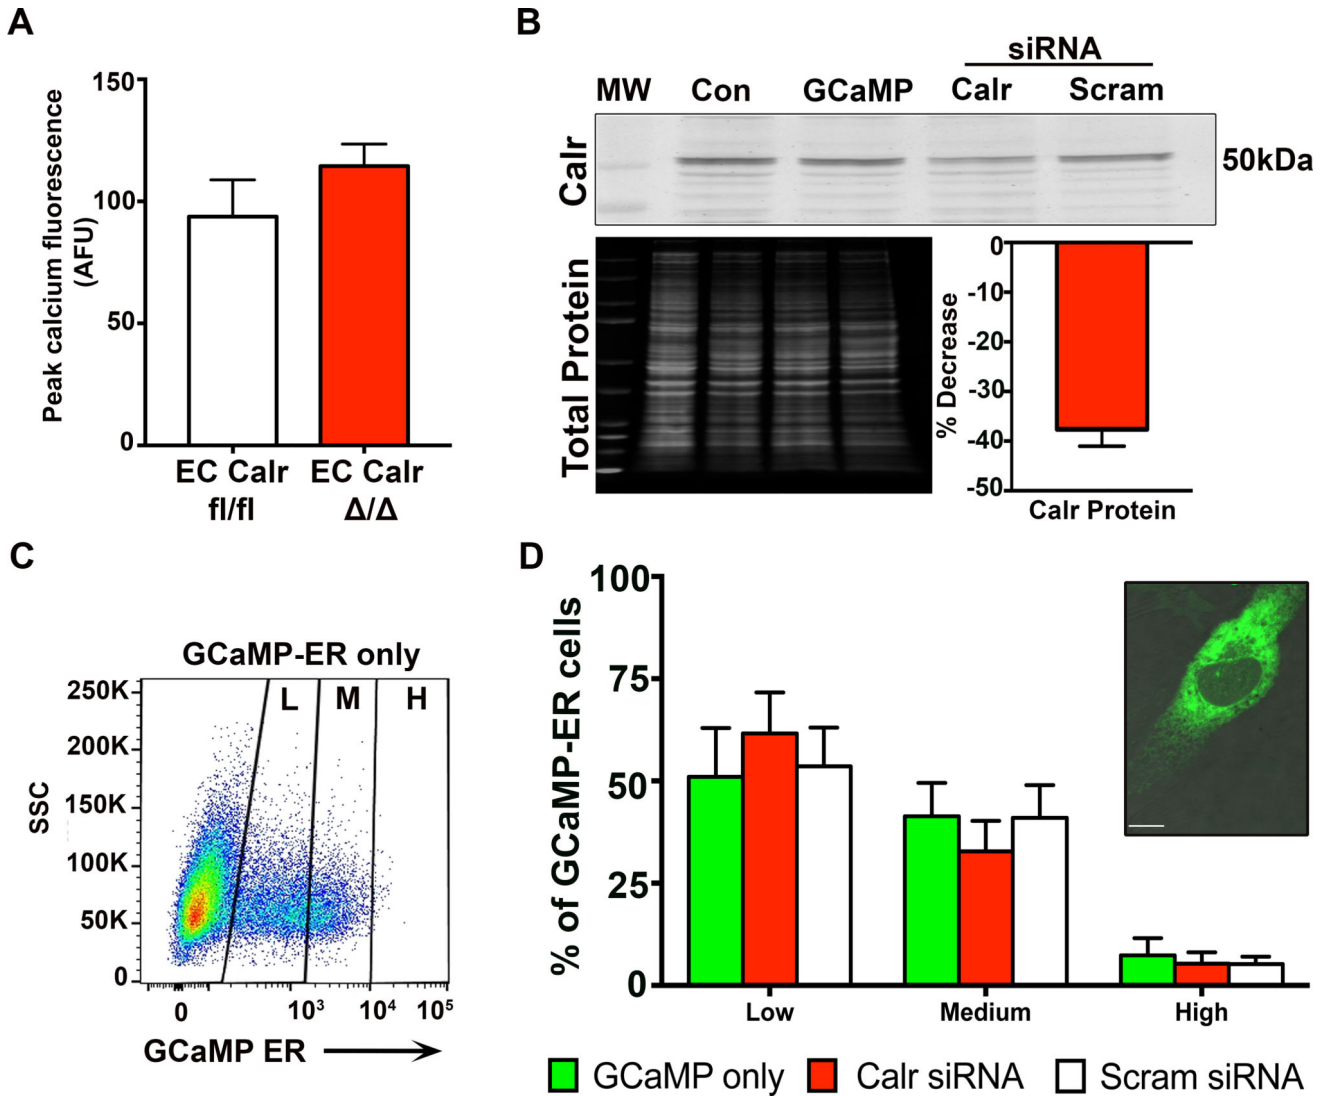 A
150
100
50
0
Peak calcium fluorescence
(AFU)
EC Calr
fl/fl
EC Calr
Δ/Δ
B
siRNA
MW Con GCaMP Calr Scram
Calr
50kDa
Total Protein
% Decrease
0
-10
-20
-30
-40
-50
Calr Protein
C
GCaMP-ER only
SSC
250K
200K
150K
100K
50K
0
L M H
0 10³ 10⁴ 10⁵
GCaMP ER
D
% of GCaMP-ER cells
100
75
50
25
0
Low Medium High
GCaMP only Calr siRNA Scram siRNA